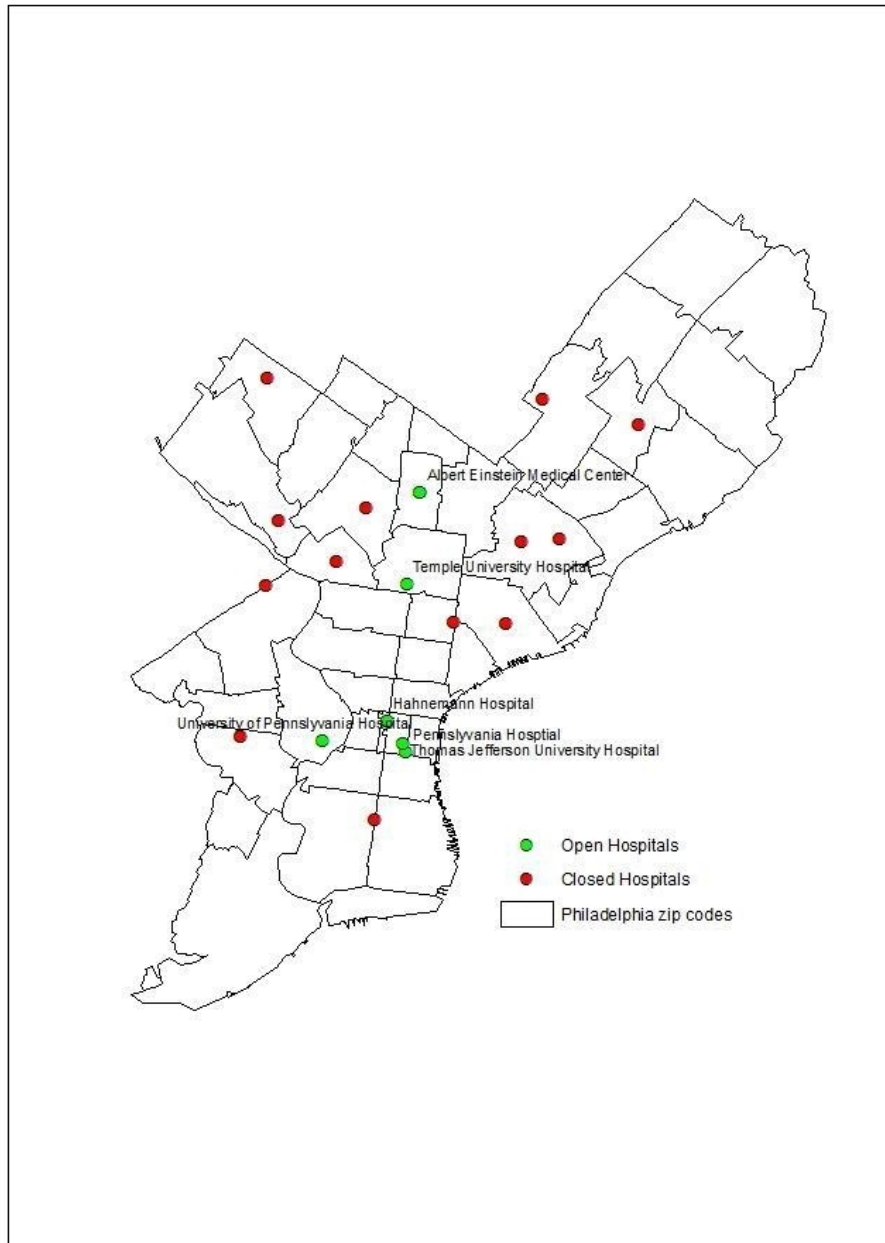 Albert Einstein Medical Center
Temple University Hospital
Hahnemann Hospital
University of Pennslyvania Hospital
Pennslyvania Hosptial
Thomas Jefferson University Hospital
Open Hospitals
Closed Hospitals
Philadelphia zip codes